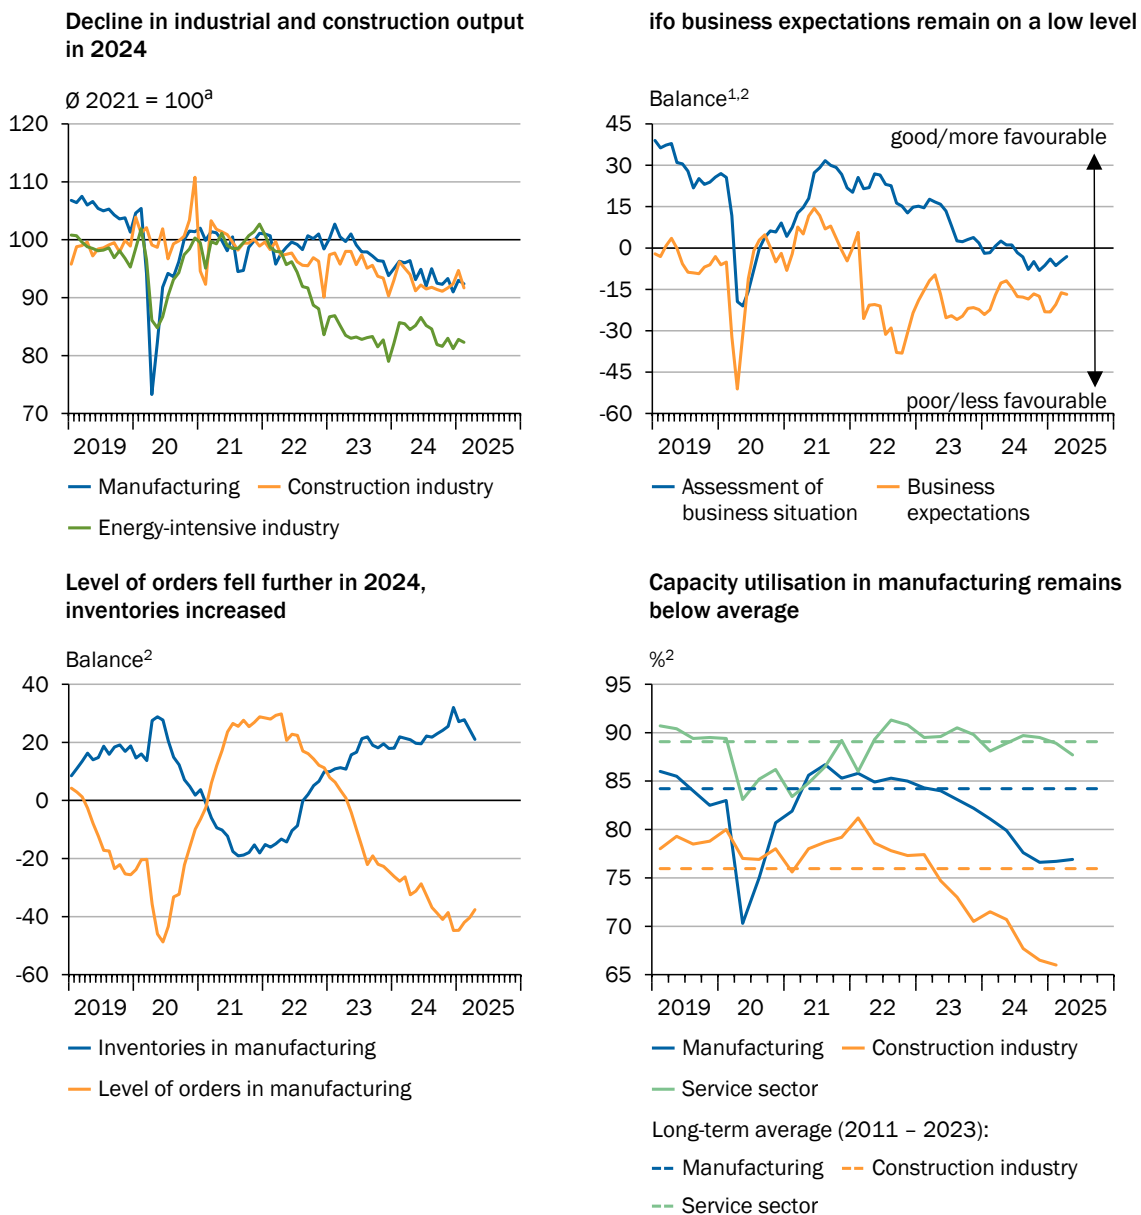 Decline in industrial and construction output
in 2024
Ø 2021 = 100ᵃ
120
110
100
90
80
70
2019 20 21 22 23 24 2025
Manufacturing Construction industry
Energy-intensive industry
ifo business expectations remain on a low level
Balance¹,²
45
30
15
0
-15
-30
-45
-60
good/more favourable
poor/less favourable
2019 20 21 22 23 24 2025
Assessment of
business situation
Business
expectations
Level of orders fell further in 2024,
inventories increased
Balance²
40
20
0
-20
-40
-60
2019 20 21 22 23 24 2025
Inventories in manufacturing
Level of orders in manufacturing
Capacity utilisation in manufacturing remains
below average
%²
95
90
85
80
75
70
65
2019 20 21 22 23 24 2025
Manufacturing Construction industry
Service sector
Long-term average (2011 – 2023):
Manufacturing Construction industry
Service sector